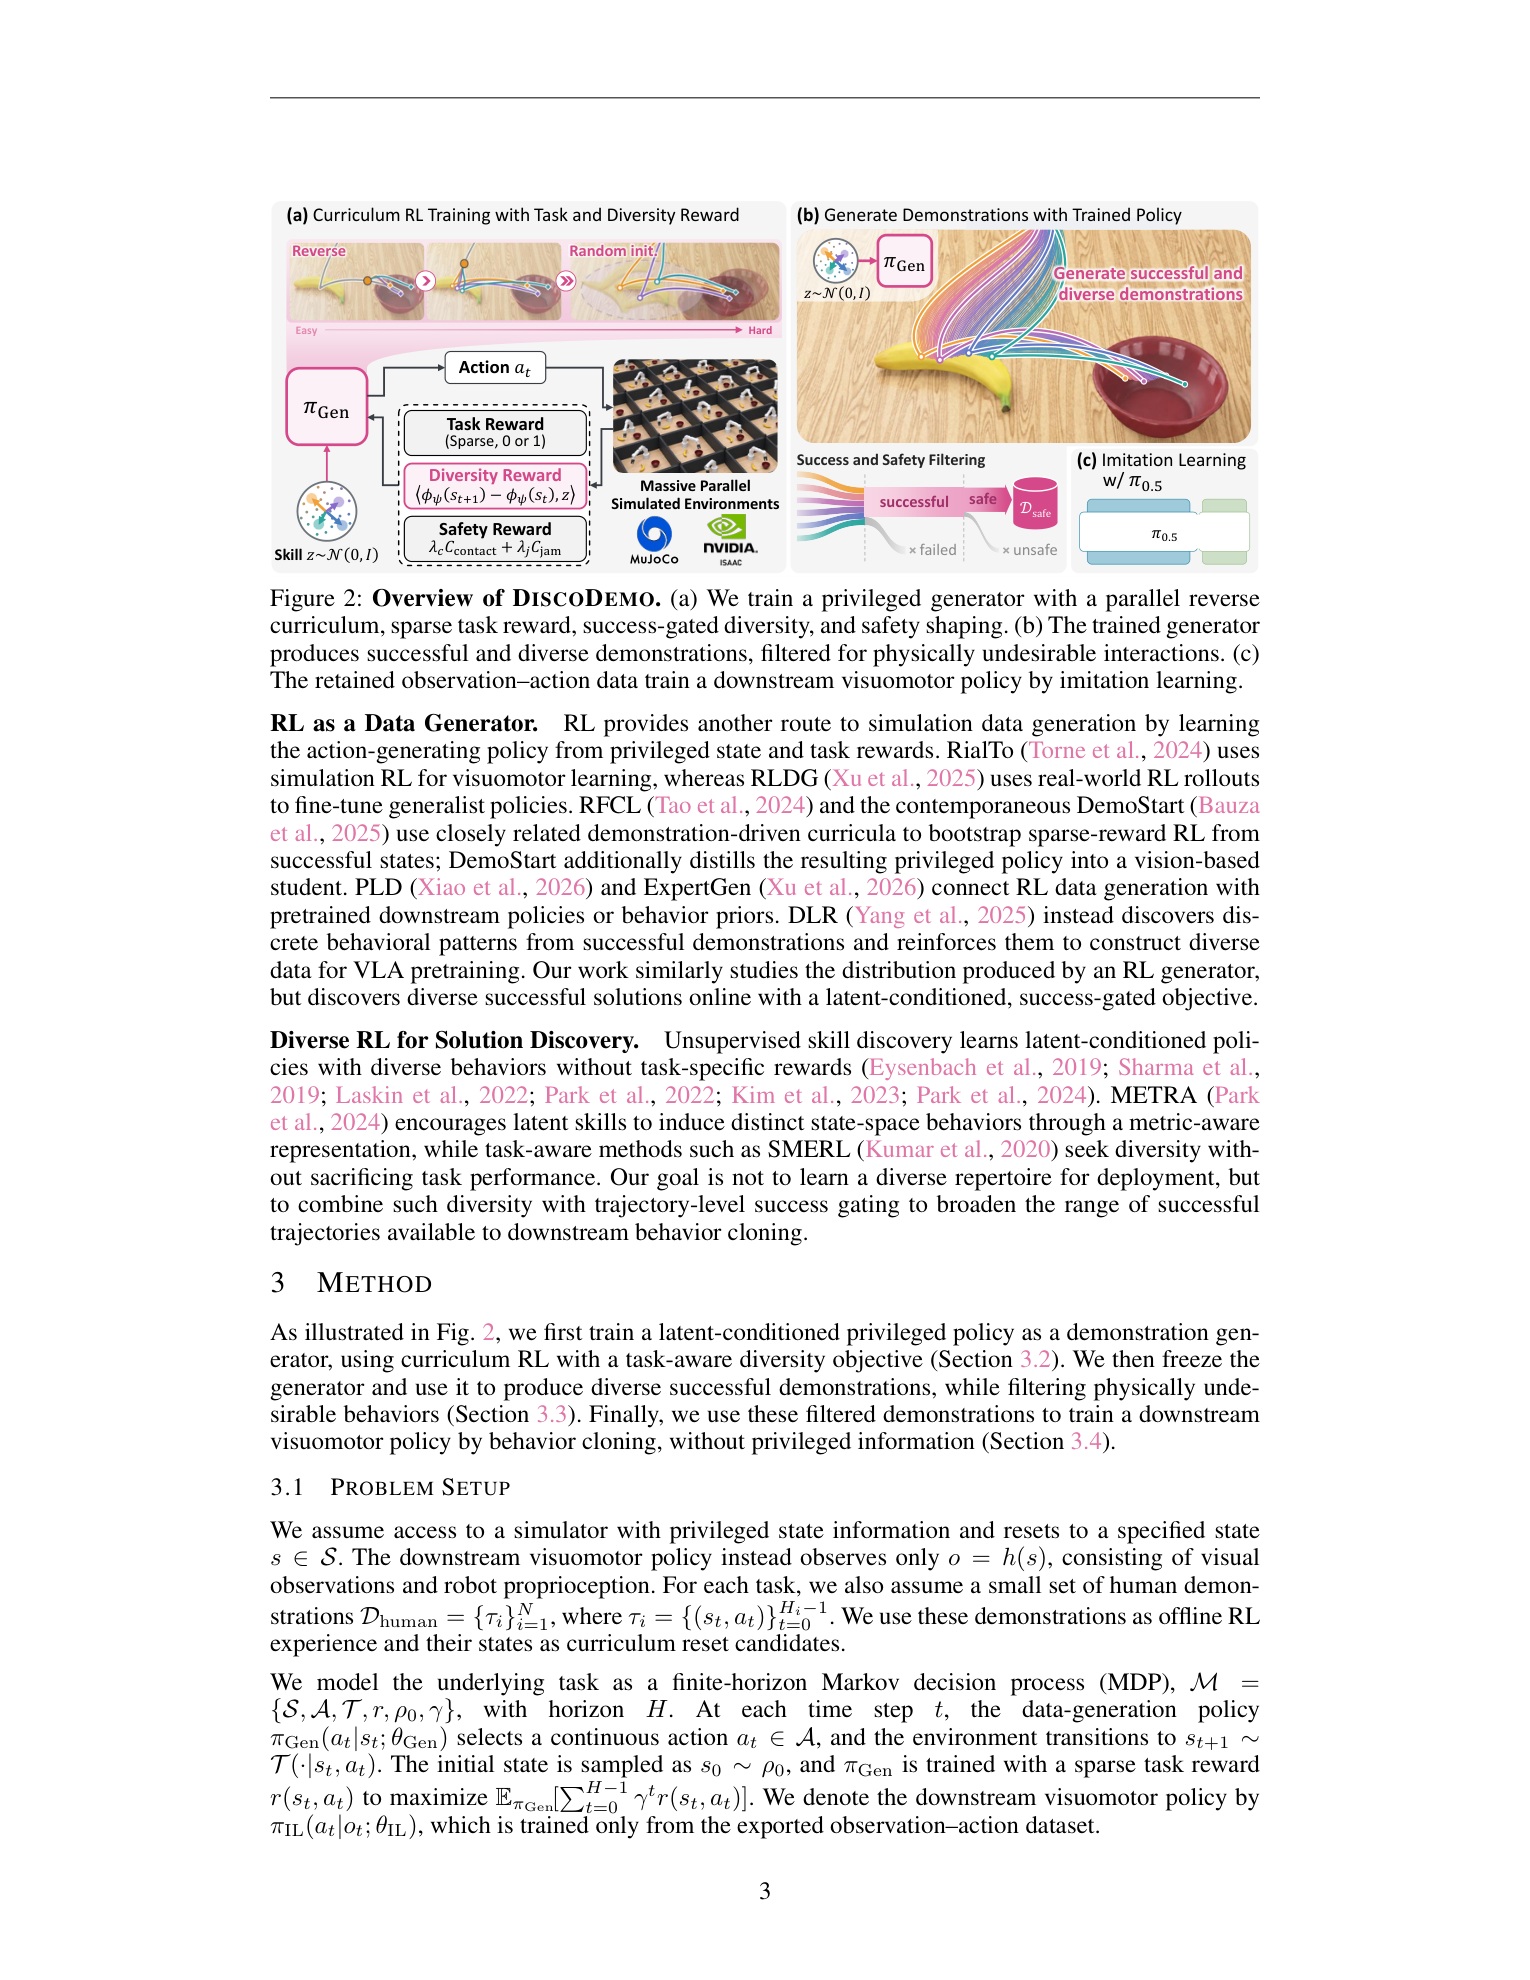 (a) Curriculum RL Training with Task and Diversity Reward
Reverse
Random init.
Easy
Hard
Action a_t
π_Gen
Task Reward
(Sparse, 0 or 1)
Diversity Reward
⟨ϕ_ψ(s_{t+1}) − ϕ_ψ(s_t), z⟩
Safety Reward
λ_c C_contact + λ_j C_jam
Skill z~𝒩(0, I)
Massive Parallel
Simulated Environments
MuJoCo
NVIDIA.
ISAAC
(b) Generate Demonstrations with Trained Policy
π_Gen
z~𝒩(0, I)
Generate successful and
diverse demonstrations
Success and Safety Filtering
successful
safe
𝒟_safe
× failed
× unsafe
(c) Imitation Learning
w/ π_0.5
π_0.5
Figure 2: Overview of DISCODEMO. (a) We train a privileged generator with a parallel reverse
curriculum, sparse task reward, success-gated diversity, and safety shaping. (b) The trained generator
produces successful and diverse demonstrations, filtered for physically undesirable interactions. (c)
The retained observation–action data train a downstream visuomotor policy by imitation learning.
RL as a Data Generator. RL provides another route to simulation data generation by learning
the action-generating policy from privileged state and task rewards. RialTo (Torne et al., 2024) uses
simulation RL for visuomotor learning, whereas RLDG (Xu et al., 2025) uses real-world RL rollouts
to fine-tune generalist policies. RFCL (Tao et al., 2024) and the contemporaneous DemoStart (Bauza
et al., 2025) use closely related demonstration-driven curricula to bootstrap sparse-reward RL from
successful states; DemoStart additionally distills the resulting privileged policy into a vision-based
student. PLD (Xiao et al., 2026) and ExpertGen (Xu et al., 2026) connect RL data generation with
pretrained downstream policies or behavior priors. DLR (Yang et al., 2025) instead discovers dis-
crete behavioral patterns from successful demonstrations and reinforces them to construct diverse
data for VLA pretraining. Our work similarly studies the distribution produced by an RL generator,
but discovers diverse successful solutions online with a latent-conditioned, success-gated objective.
Diverse RL for Solution Discovery. Unsupervised skill discovery learns latent-conditioned poli-
cies with diverse behaviors without task-specific rewards (Eysenbach et al., 2019; Sharma et al.,
2019; Laskin et al., 2022; Park et al., 2022; Kim et al., 2023; Park et al., 2024). METRA (Park
et al., 2024) encourages latent skills to induce distinct state-space behaviors through a metric-aware
representation, while task-aware methods such as SMERL (Kumar et al., 2020) seek diversity with-
out sacrificing task performance. Our goal is not to learn a diverse repertoire for deployment, but
to combine such diversity with trajectory-level success gating to broaden the range of successful
trajectories available to downstream behavior cloning.
3 METHOD
As illustrated in Fig. 2, we first train a latent-conditioned privileged policy as a demonstration gen-
erator, using curriculum RL with a task-aware diversity objective (Section 3.2). We then freeze the
generator and use it to produce diverse successful demonstrations, while filtering physically unde-
sirable behaviors (Section 3.3). Finally, we use these filtered demonstrations to train a downstream
visuomotor policy by behavior cloning, without privileged information (Section 3.4).
3.1 PROBLEM SETUP
We assume access to a simulator with privileged state information and resets to a specified state
s ∈ 𝒮. The downstream visuomotor policy instead observes only o = h(s), consisting of visual
observations and robot proprioception. For each task, we also assume a small set of human demon-
strations 𝒟_human = {τ_i}_{i=1}^N, where τ_i = {(s_t, a_t)}_{t=0}^{H_i−1}. We use these demonstrations as offline RL
experience and their states as curriculum reset candidates.
We model the underlying task as a finite-horizon Markov decision process (MDP), ℳ =
{𝒮, 𝒜, 𝒯, r, ρ_0, γ}, with horizon H. At each time step t, the data-generation policy
π_Gen(a_t|s_t; θ_Gen) selects a continuous action a_t ∈ 𝒜, and the environment transitions to s_{t+1} ∼
𝒯(·|s_t, a_t). The initial state is sampled as s_0 ∼ ρ_0, and π_Gen is trained with a sparse task reward
r(s_t, a_t) to maximize 𝔼_{π_Gen}[∑_{t=0}^{H−1} γ^t r(s_t, a_t)]. We denote the downstream visuomotor policy by
π_IL(a_t|o_t; θ_IL), which is trained only from the exported observation–action dataset.
3